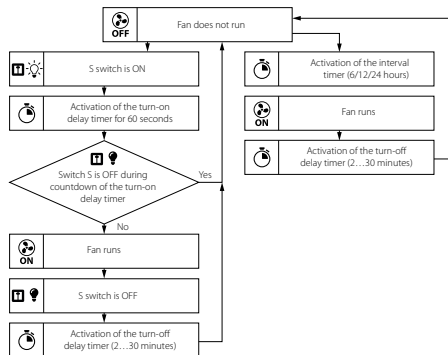 OFF
Fan does not run
S switch is ON
Activation of the turn-on
delay timer for 60 seconds
Switch S is OFF during
countdown of the turn-on
delay timer
Yes
No
ON
Fan runs
S switch is OFF
Activation of the turn-off
delay timer (2...30 minutes)
Activation of the interval
timer (6/12/24 hours)
ON
Fan runs
Activation of the turn-off
delay timer (2...30 minutes)